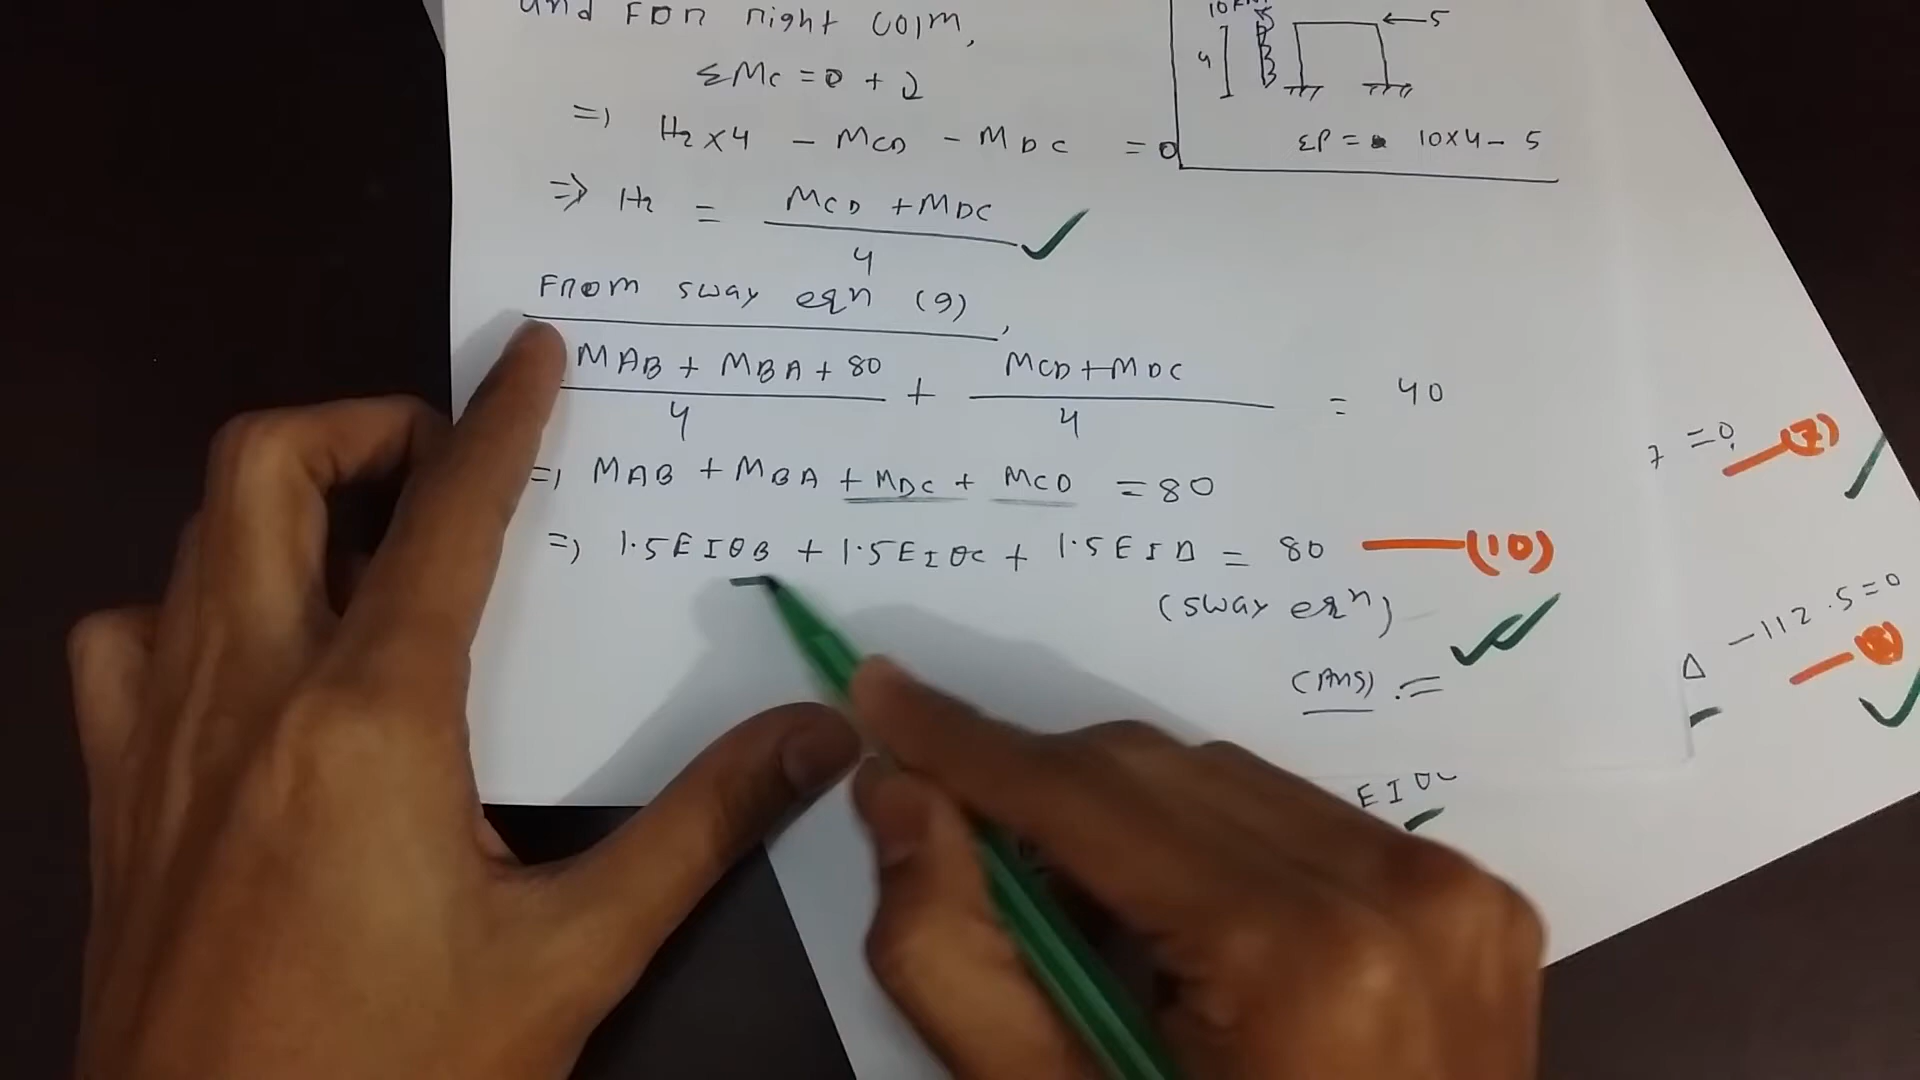 and FOR right Colm,
ΣMc = 0 + ↄ
=> H₂ x 4 - MCD - MDC = 0
=> H₂ = MCD + MDC / 4
4
← 5
ΣP = 10x4 - 5
From sway eqn (9),
MAB + MBA + 80 / 4 + MCD + MDC / 4 = 40
=> MAB + MBA + MDC + MCD = 80
=> 1.5EIθB + 1.5EIθC + 1.5EIΔ = 80 —(10)
(sway eqn)
(Ans) :=
7 = 0 —(7)
Δ - 112.5 = 0
—(8)
EIθC